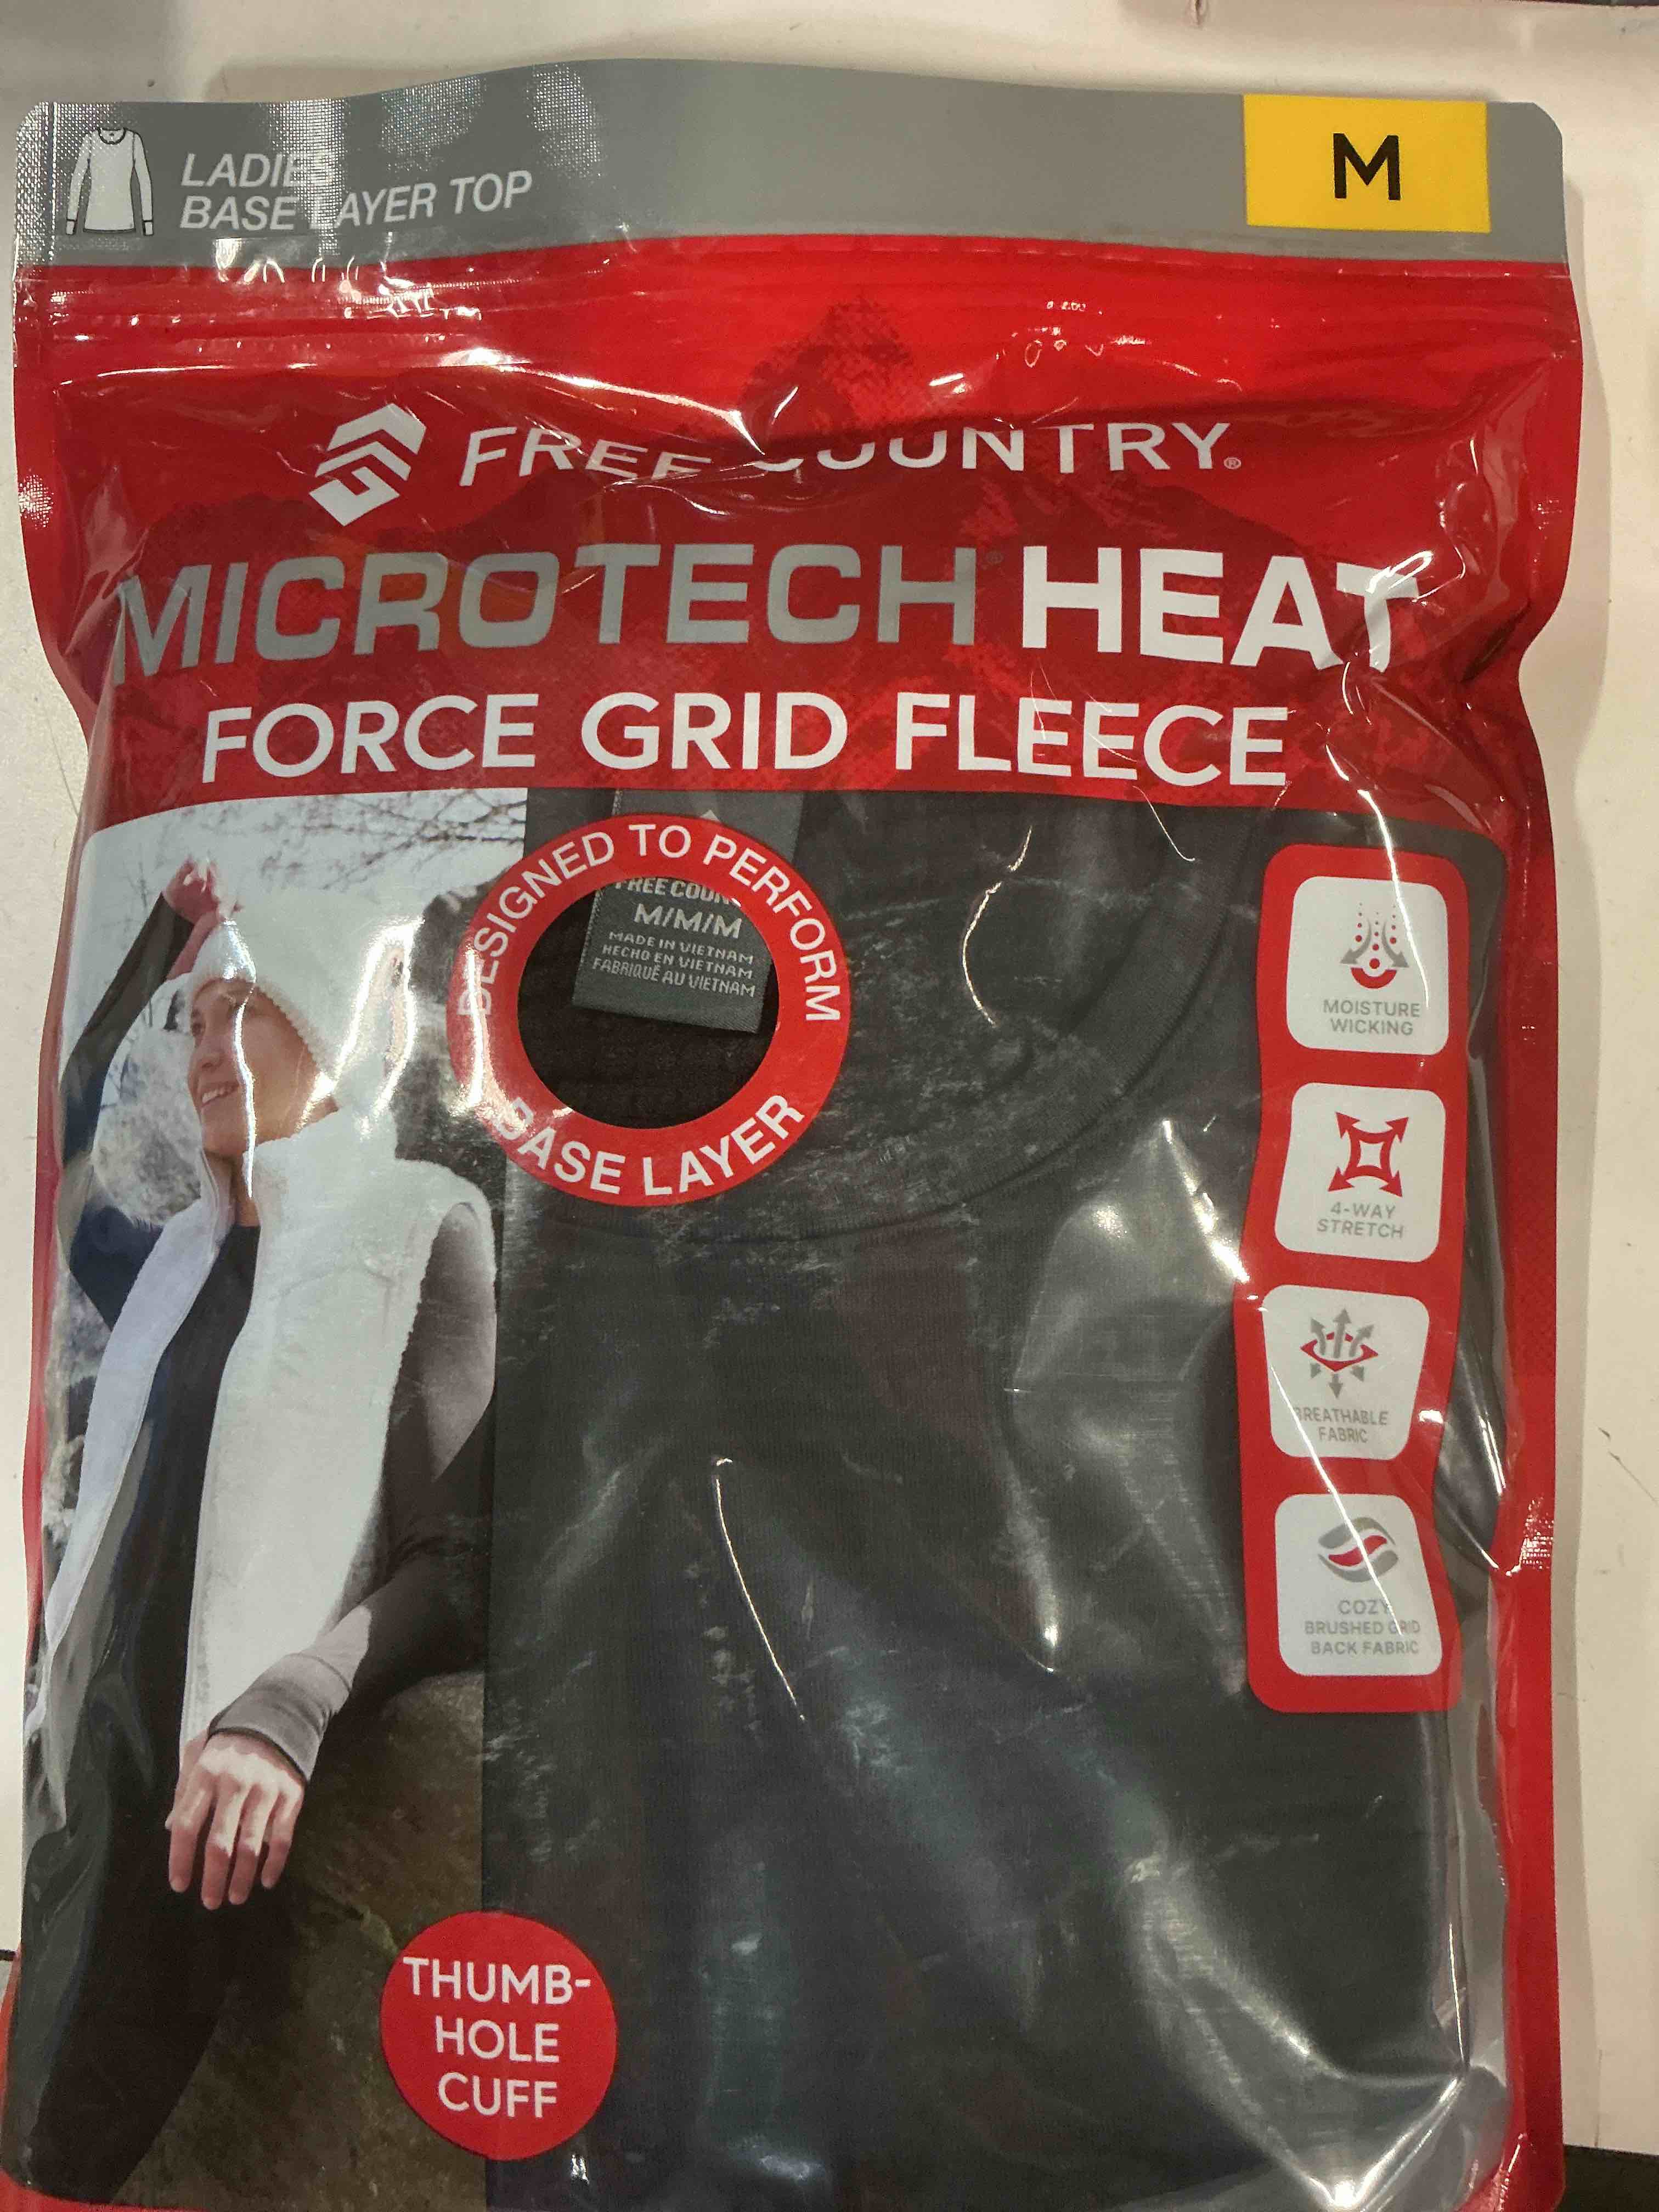 LADIES
BASE LAYER TOP
M
FREE COUNTRY®
MICROTECH® HEAT
FORCE GRID FLEECE
DESIGNED TO PERFORM
FREE COUN
M/M/M
MADE IN VIETNAM
HECHO EN VIETNAM
FABRIQUÉ AU VIETNAM
BASE LAYER
MOISTURE
WICKING
4-WAY
STRETCH
BREATHABLE
FABRIC
COZY
BRUSHED GRID
BACK FABRIC
THUMB-
HOLE
CUFF